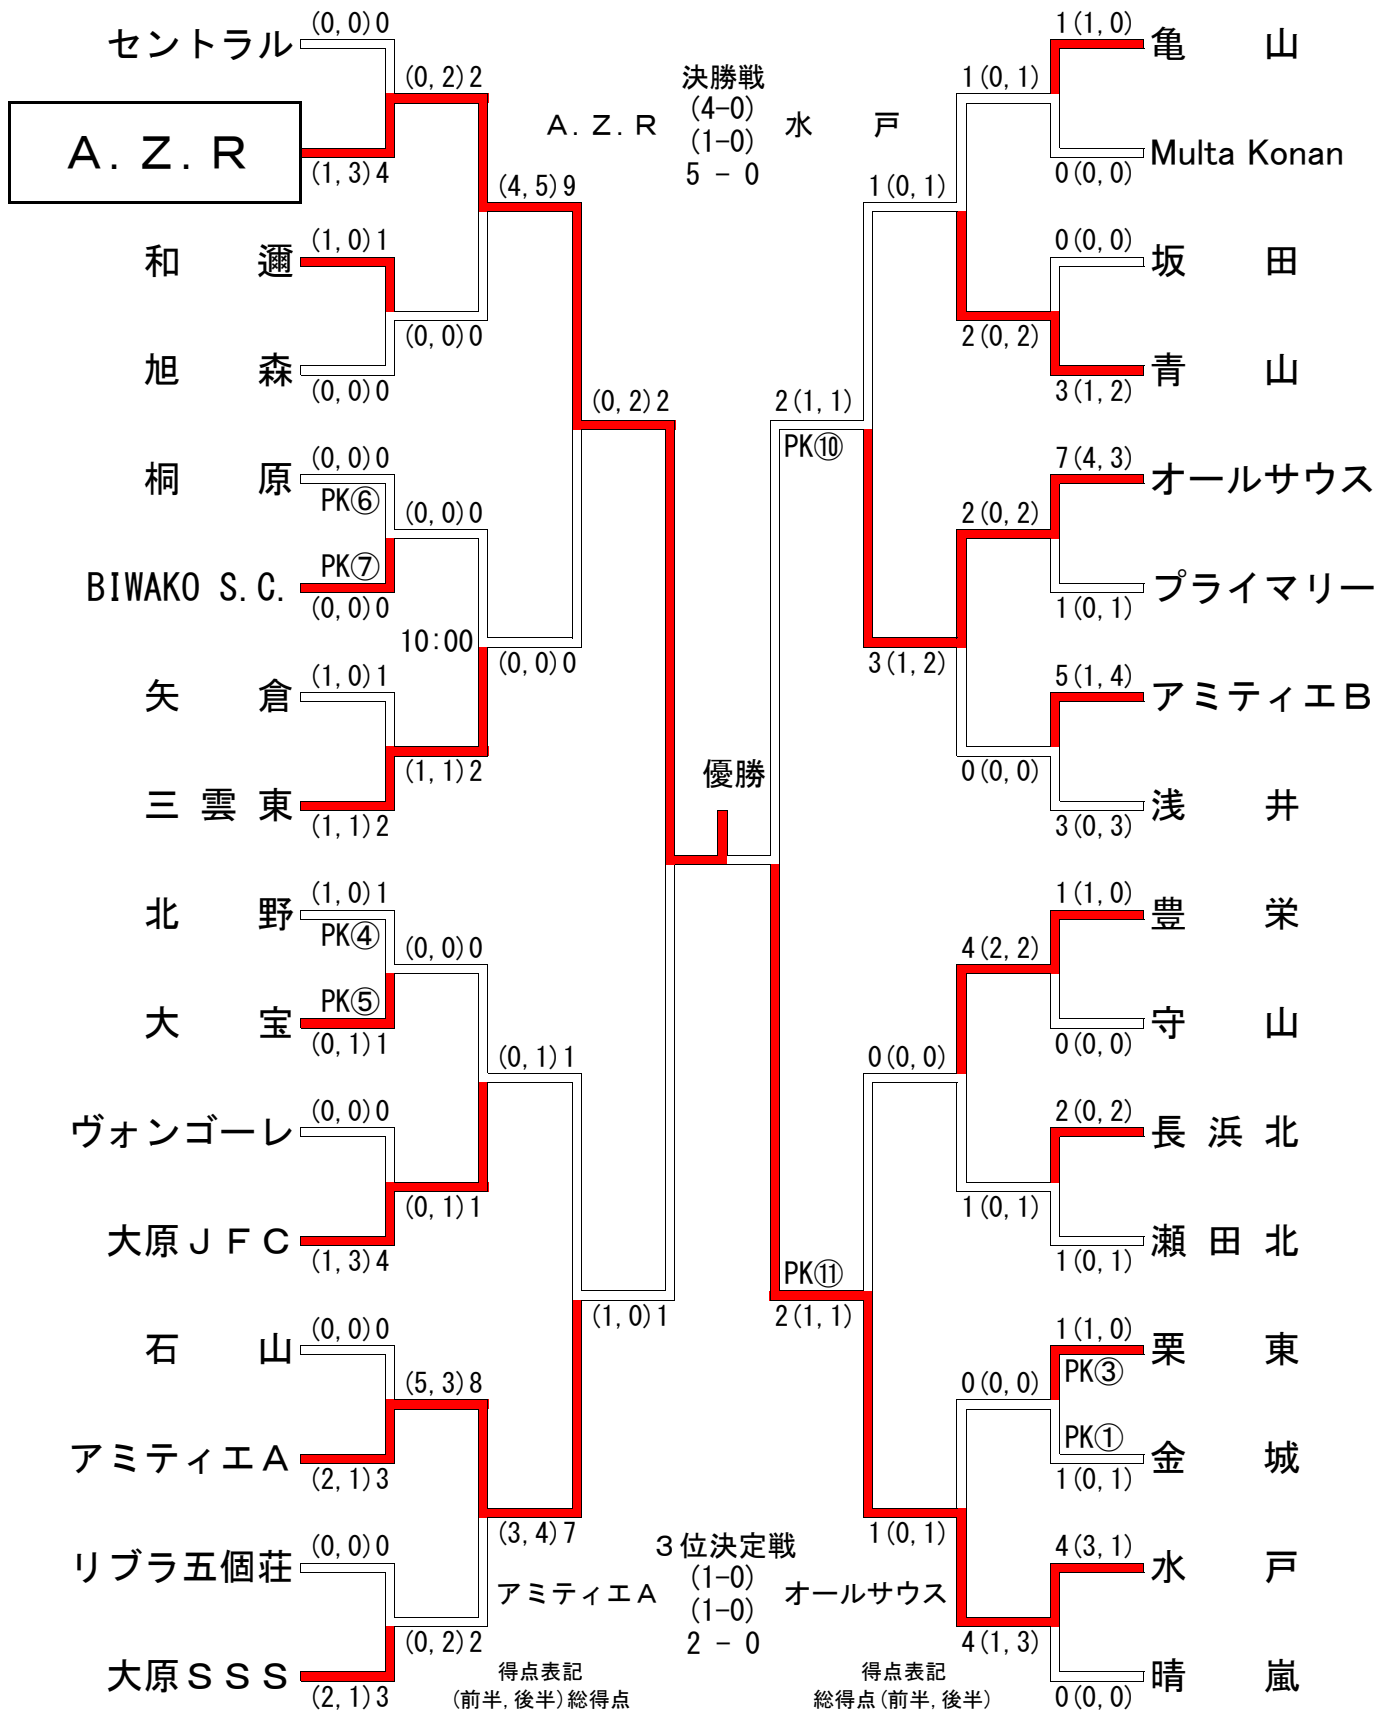 セントラル
(0,0)0
A.Z.R
(1,3)4
(0,2)2
和 邇
(1,0)1
旭 森
(0,0)0
(0,0)0
(4,5)9
桐 原
(0,0)0
PK⑥
BIWAKO S.C.
PK⑦
(0,0)0
(0,0)0
矢 倉
(1,0)1
三 雲 東
(1,1)2
(1,1)2
10:00
(0,0)0
(0,2)2
北 野
(1,0)1
PK④
大 宝
PK⑤
(0,1)1
(0,0)0
ヴォンゴーレ
(0,0)0
大原JFC
(1,3)4
(0,1)1
(0,1)1
石 山
(0,0)0
アミティエA
(2,1)3
(5,3)8
リブラ五個荘
(0,0)0
大原SSS
(2,1)3
(0,2)2
(3,4)7
(1,0)1
決勝戦
A.Z.R
(4-0)
(1-0)
5 - 0
水 戸
優勝
3位決定戦
アミティエA
(1-0)
(1-0)
2 - 0
オールサウス
得点表記
(前半,後半)総得点
得点表記
総得点(前半,後半)
1(1,0)
亀 山
Multa Konan
0(0,0)
1(0,1)
0(0,0)
坂 田
青 山
3(1,2)
2(0,2)
1(0,1)
7(4,3)
オールサウス
プライマリー
1(0,1)
2(0,2)
5(1,4)
アミティエB
浅 井
3(0,3)
0(0,0)
3(1,2)
2(1,1)
PK⑩
1(1,0)
豊 栄
守 山
0(0,0)
4(2,2)
2(0,2)
長 浜 北
瀬 田 北
1(0,1)
1(0,1)
0(0,0)
1(1,0)
栗 東
PK③
PK①
金 城
1(0,1)
0(0,0)
4(3,1)
水 戸
晴 嵐
0(0,0)
4(1,3)
1(0,1)
PK⑪
2(1,1)